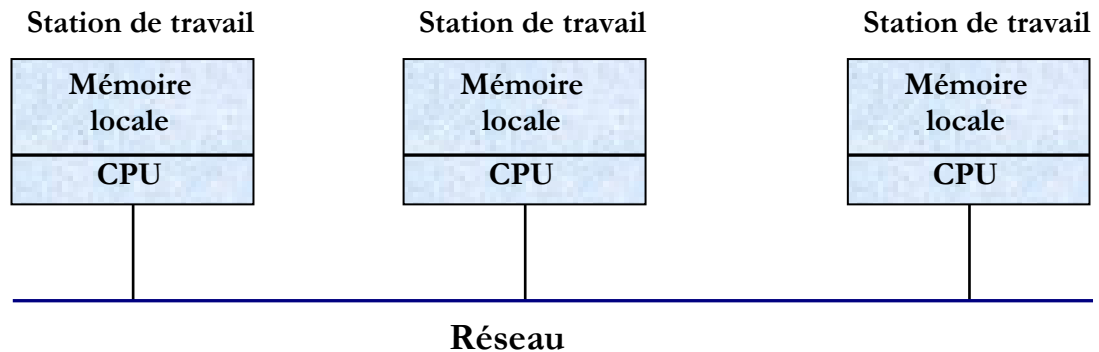 Station de travail
Station de travail
Station de travail
Mémoire
locale
CPU
Mémoire
locale
CPU
Mémoire
locale
CPU
Réseau